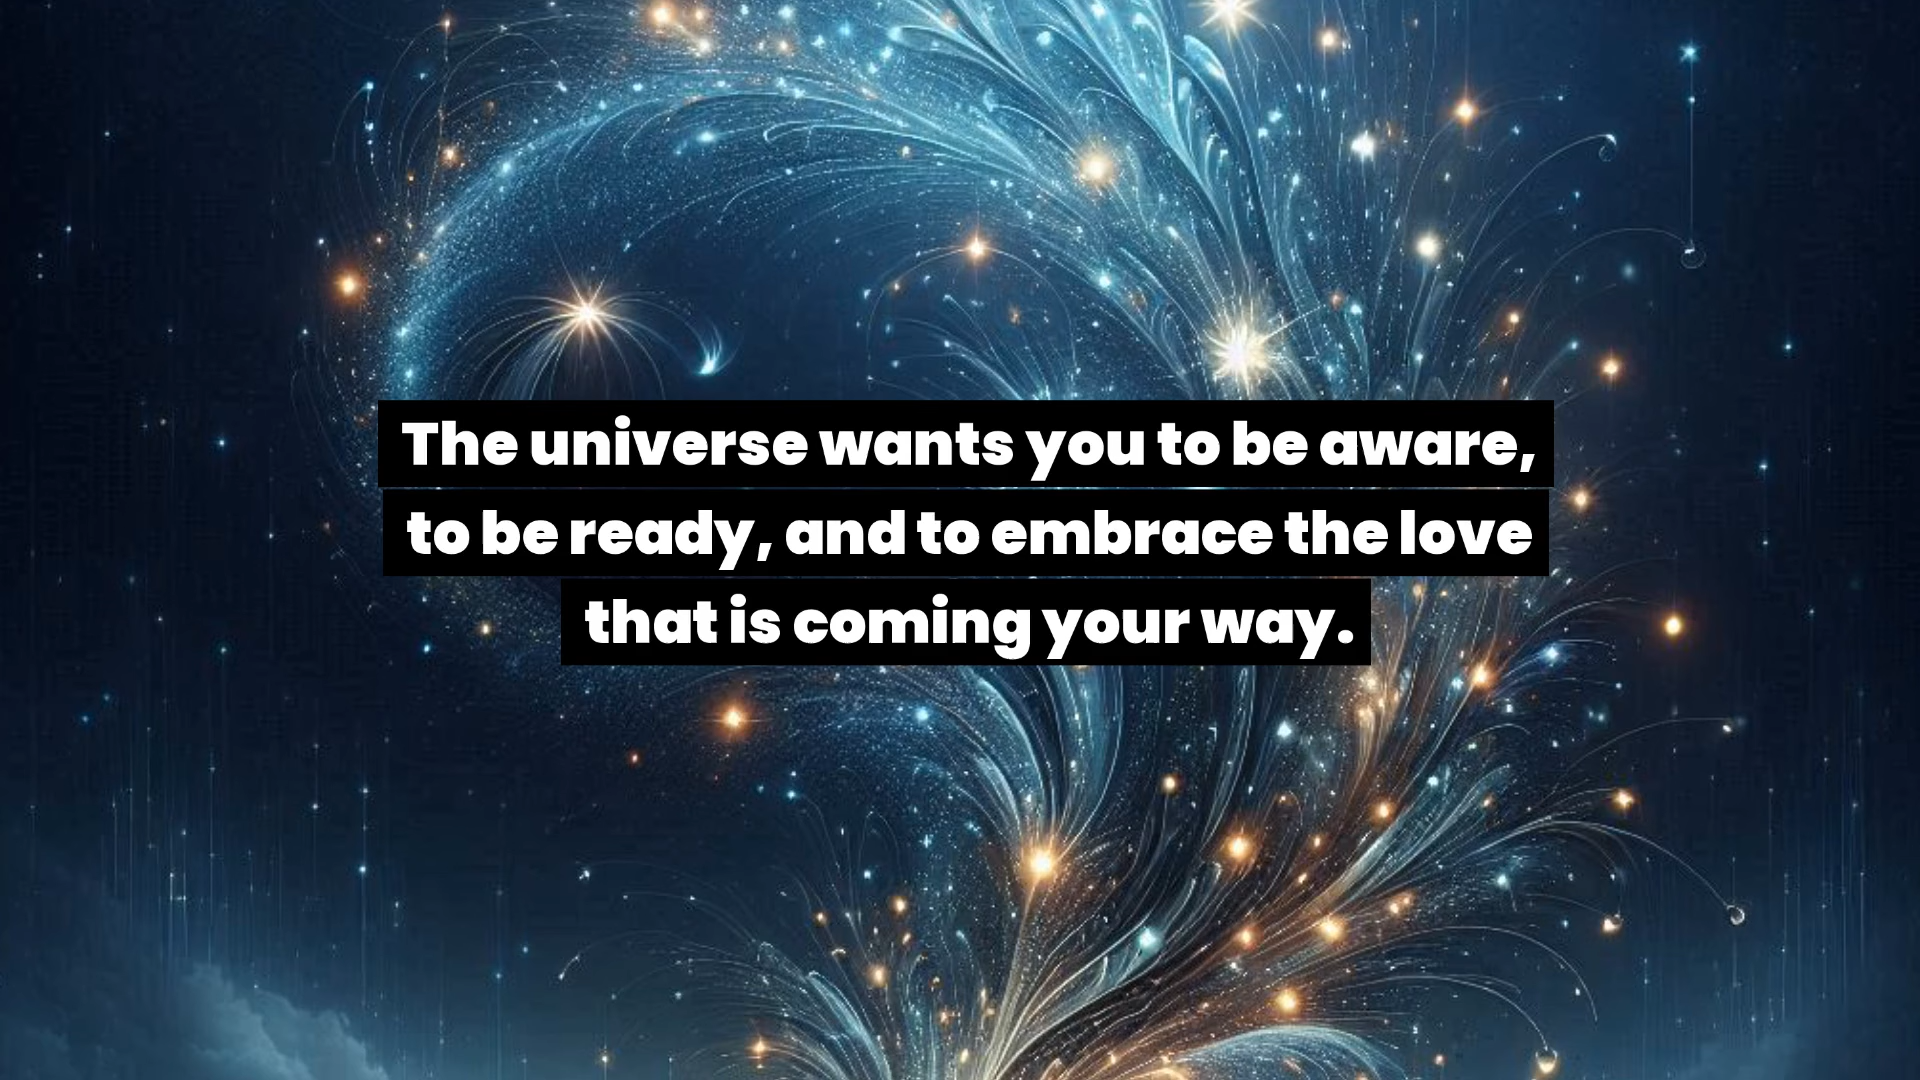 The universe wants you to be aware,
to be ready, and to embrace the love
that is coming your way.